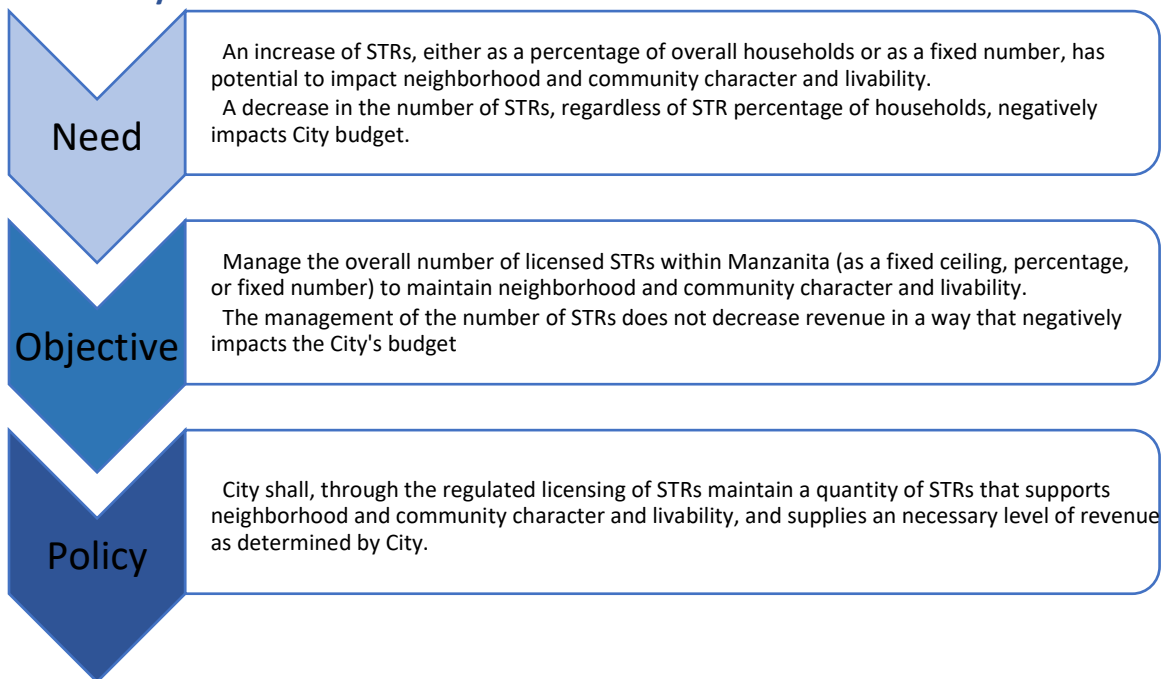 Need
An increase of STRs, either as a percentage of overall households or as a fixed number, has
potential to impact neighborhood and community character and livability.
A decrease in the number of STRs, regardless of STR percentage of households, negatively
impacts City budget.
Objective
Manage the overall number of licensed STRs within Manzanita (as a fixed ceiling, percentage,
or fixed number) to maintain neighborhood and community character and livability.
The management of the number of STRs does not decrease revenue in a way that negatively
impacts the City's budget
Policy
City shall, through the regulated licensing of STRs maintain a quantity of STRs that supports
neighborhood and community character and livability, and supplies an necessary level of revenue
as determined by City.